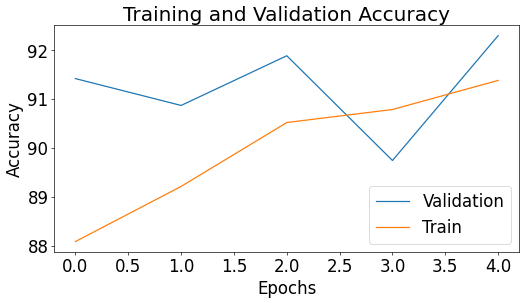 Training and Validation Accuracy
Accuracy
92
91
90
89
88
0.0 0.5 1.0 1.5 2.0 2.5 3.0 3.5 4.0
Epochs
Validation
Train